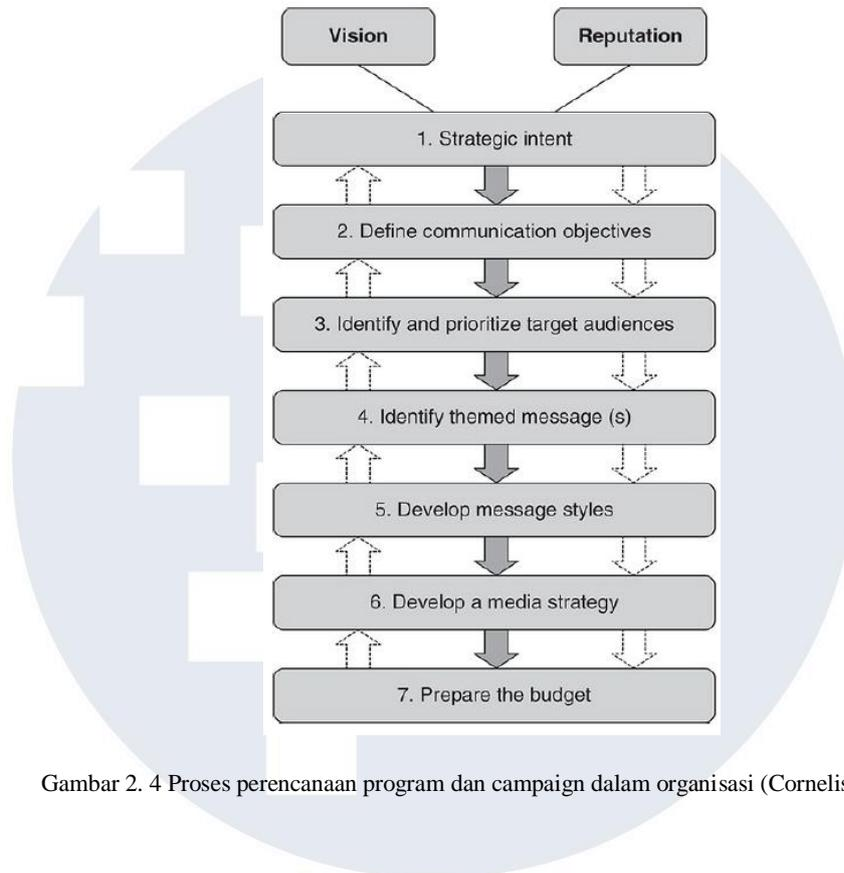 Vision
Reputation
1. Strategic intent
2. Define communication objectives
3. Identify and prioritize target audiences
4. Identify themed message (s)
5. Develop message styles
6. Develop a media strategy
7. Prepare the budget
Gambar 2. 4 Proses perencanaan program dan campaign dalam organisasi (Cornelis